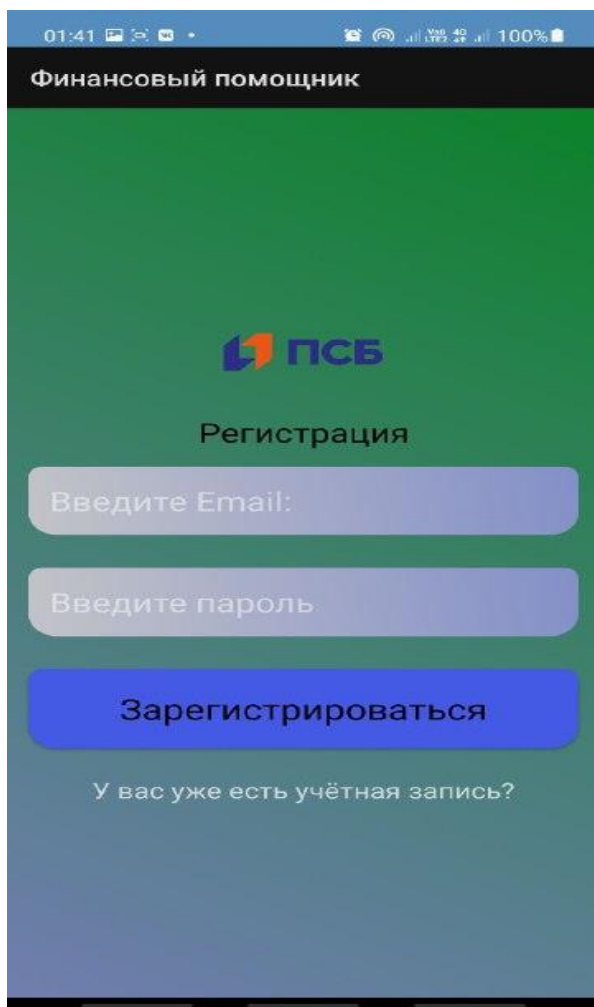 01:41 100%
Финансовый помощник
ПСБ
Регистрация
Введите Email:
Введите пароль
Зарегистрироваться
У вас уже есть учётная запись?